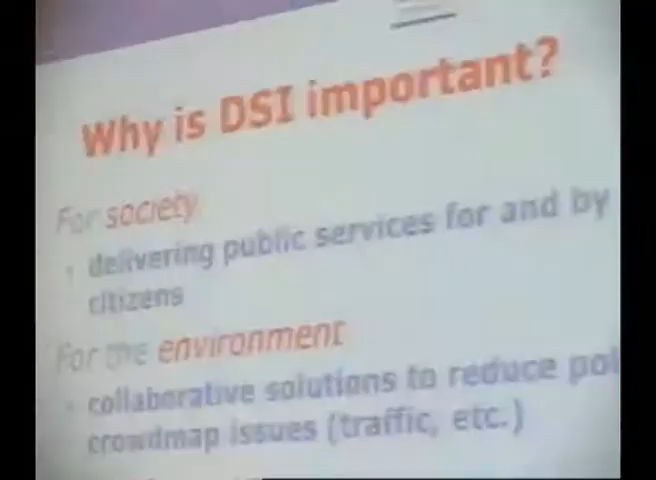 Why is DSI important?
For society
delivering public services for and by
citizens
For the environment
collaborative solutions to reduce
crowdmap issues (traffic, etc.)